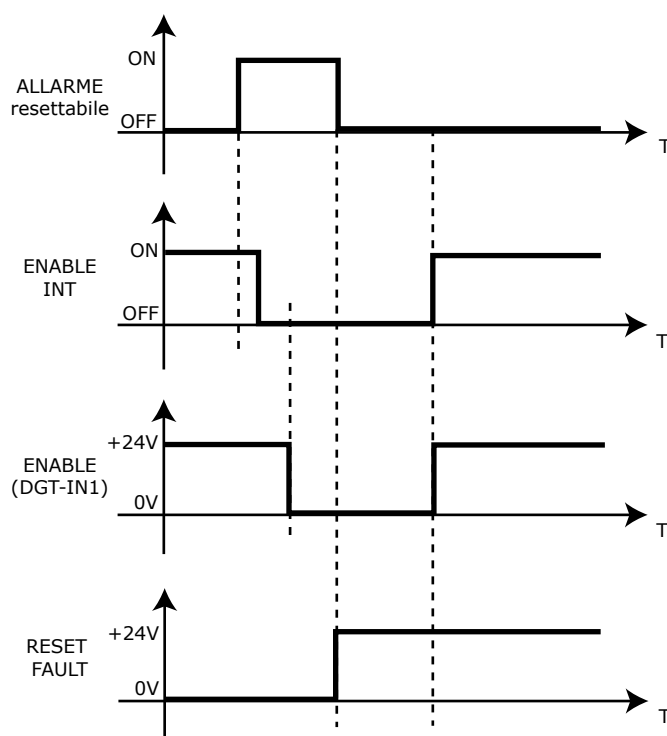 ON
ALLARME
resettabile
OFF
T
ON
ENABLE
INT
OFF
T
+24V
ENABLE
(DGT-IN1)
0V
T
+24V
RESET
FAULT
0V
T